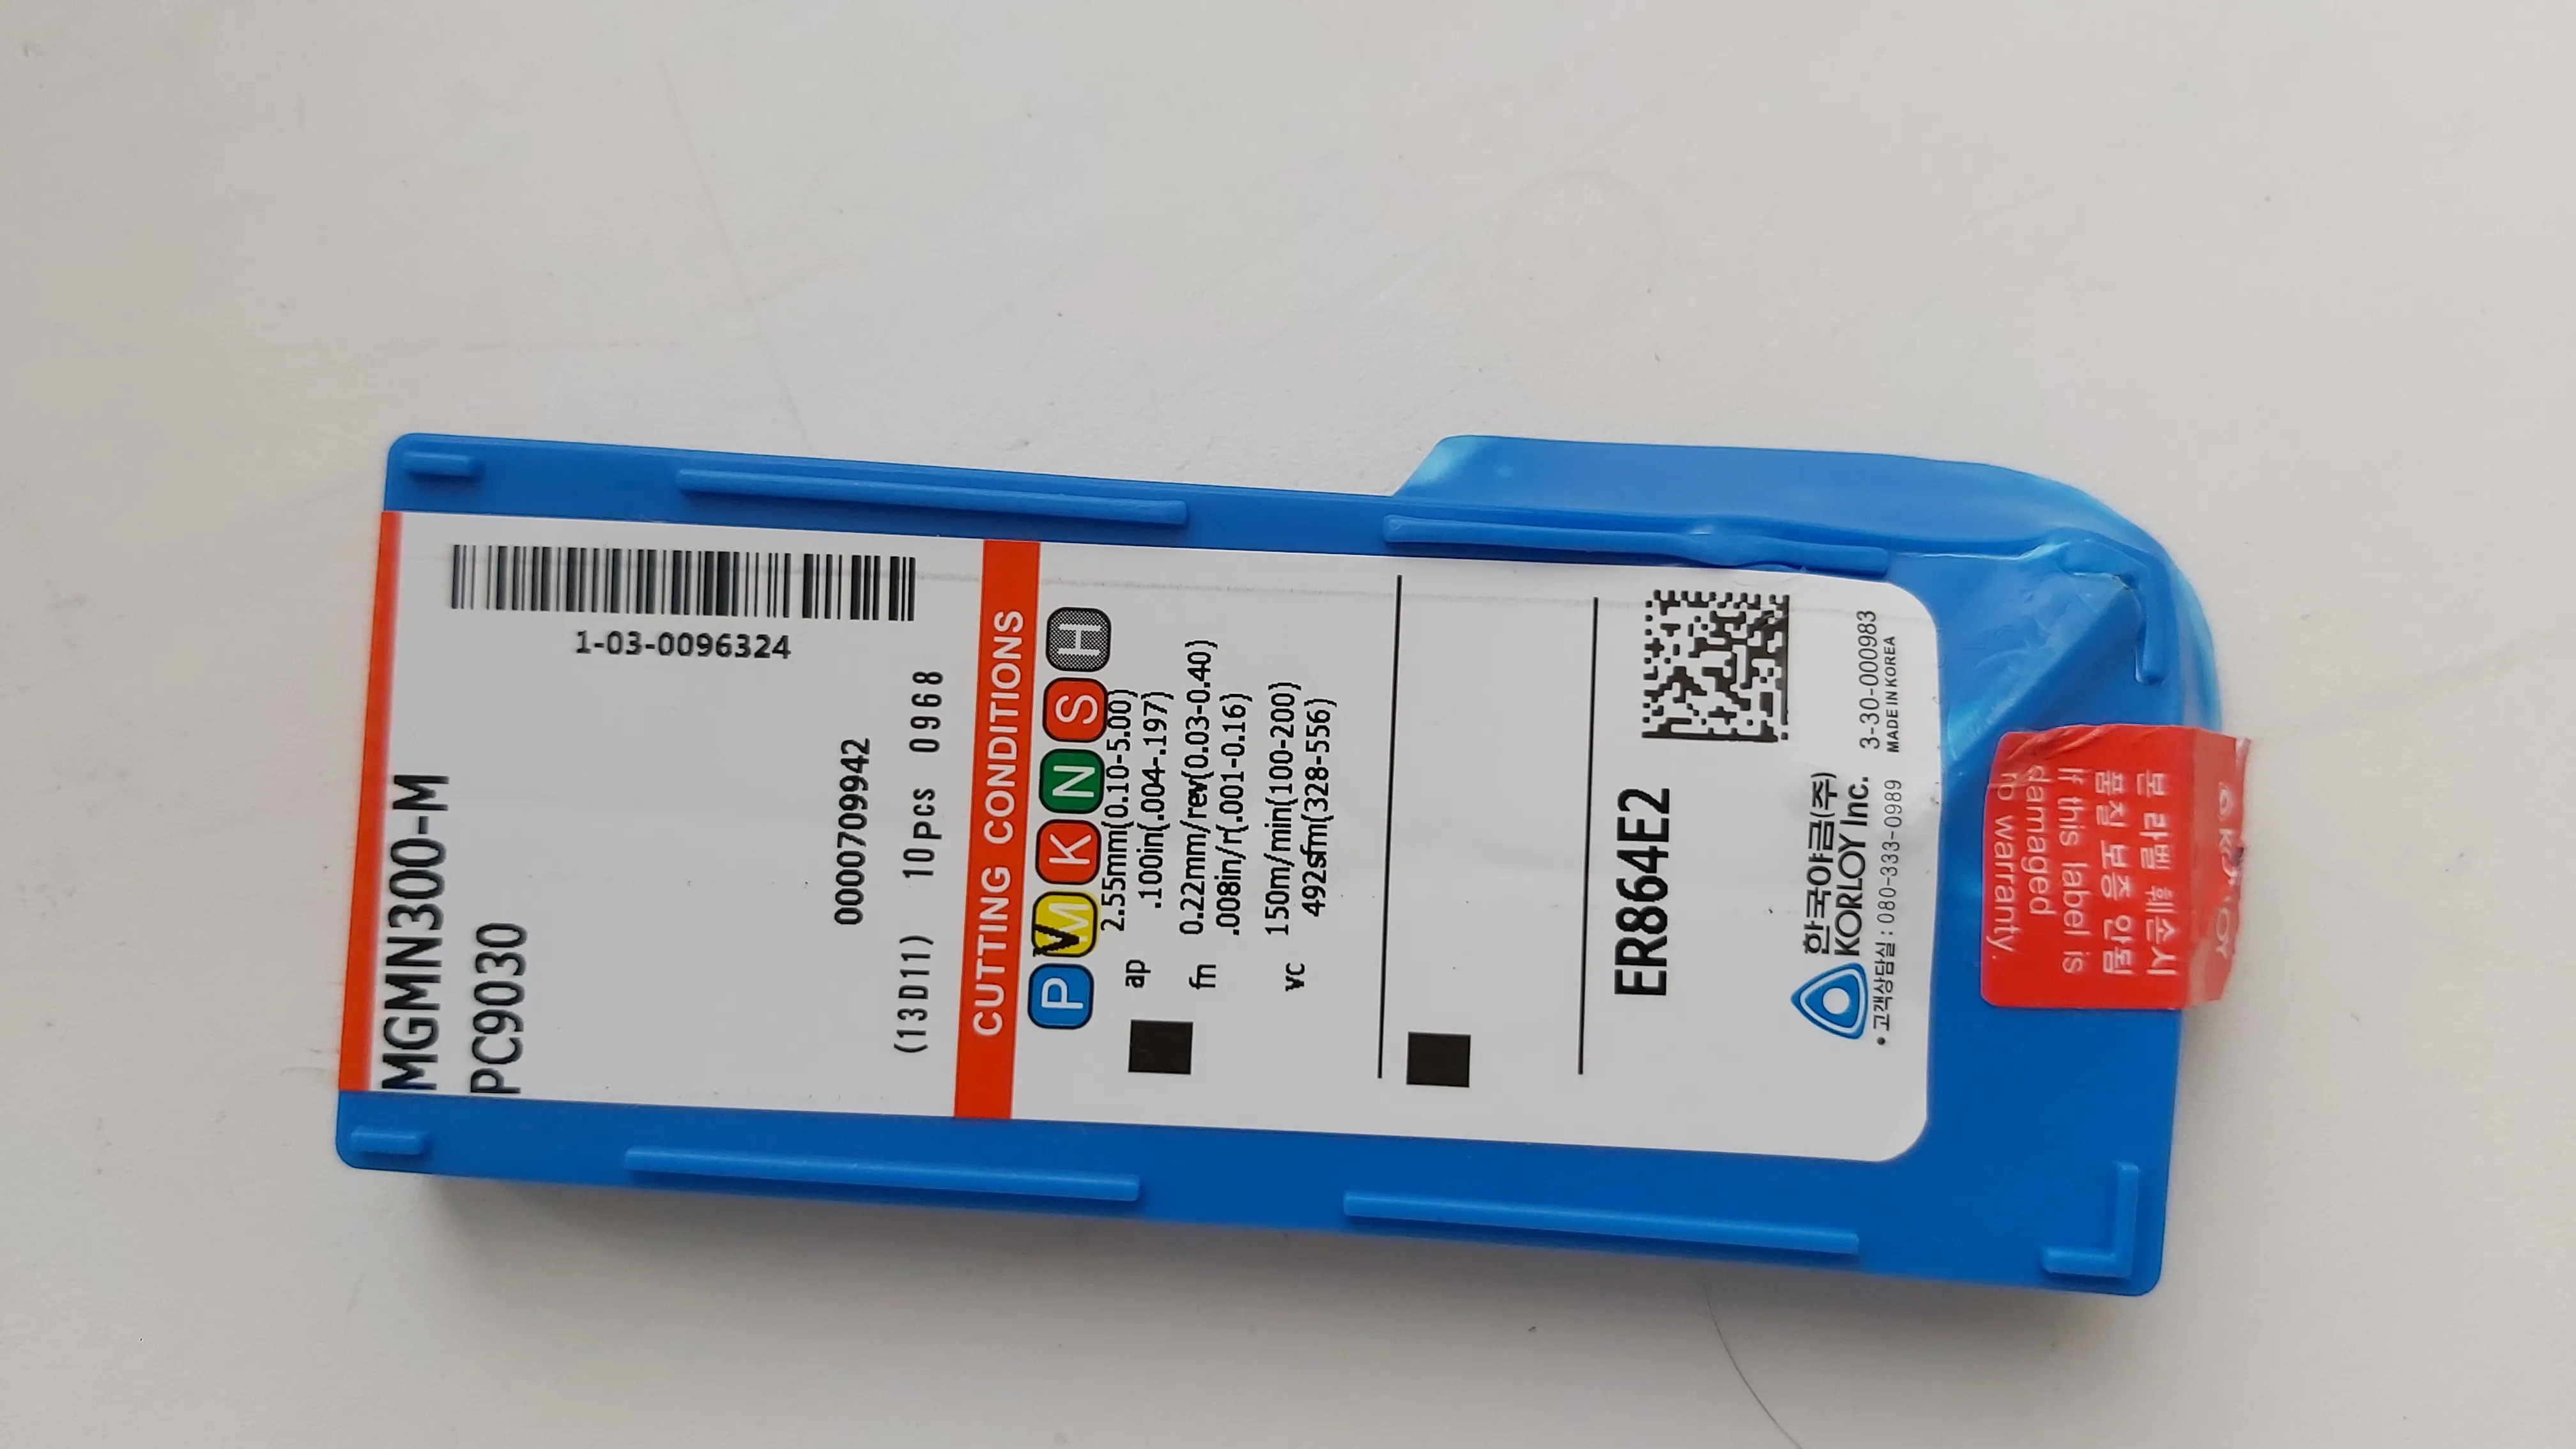 MGMN300-M
PC9030
1-03-0096324
0000709942
(13D11) 10pcs 0968
CUTTING CONDITIONS
P M K N S H
ap 2.55mm(0.10-5.00)
.100in(.004-.197)
fn 0.22mm/rev(0.03-0.40)
.008in/r(.001-0.16)
vc 150m/min(100-200)
492sfm(328-556)
ER864E2
한국야금(주)
KORLOY Inc.
3-30-000983
MADE IN KOREA
• 고객상담실 : 080-333-0989
본 라벨 훼손시
품질 보증 안됨
If this label is
damaged
no warranty.